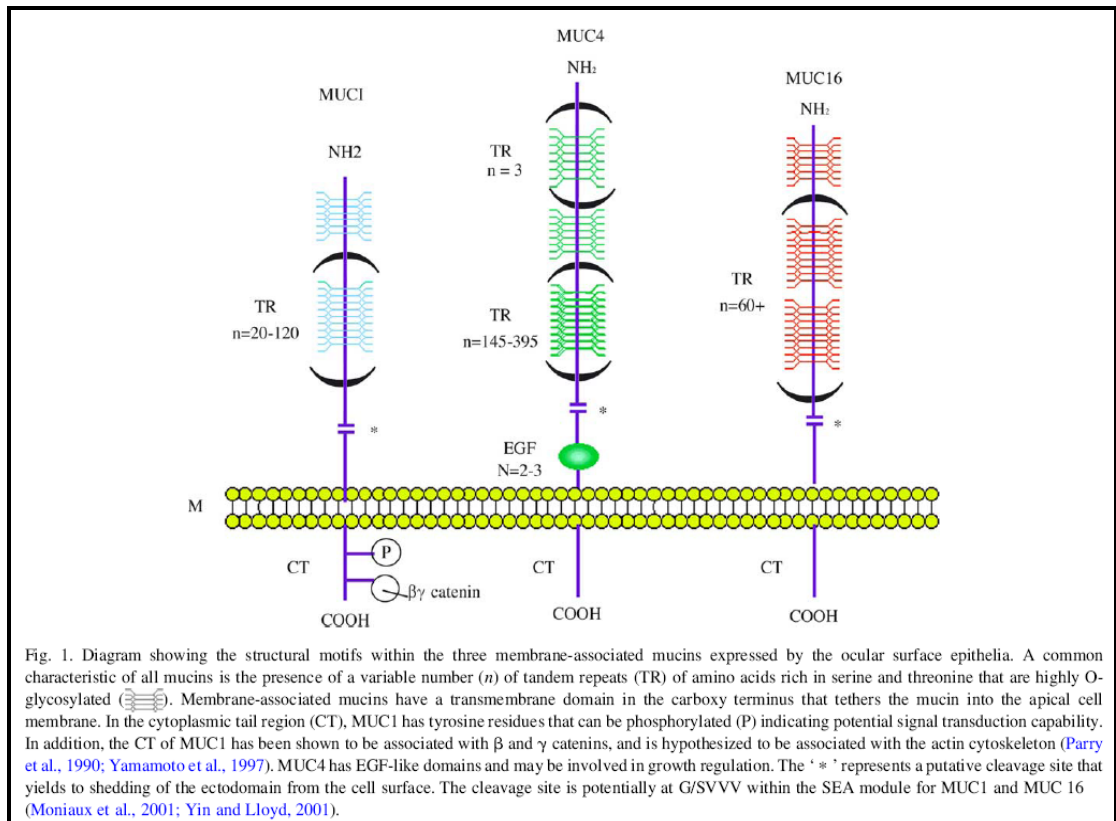 MUC4
NH₂
MUC16
MUCI
NH₂
NH2
TR
n = 3
TR
n=60+
TR
n=20-120
TR
n=145-395
*
*
*
EGF
N=2-3
M
P
CT
CT
CT
βγ catenin
COOH
COOH
COOH
Fig. 1. Diagram showing the structural motifs within the three membrane-associated mucins expressed by the ocular surface epithelia. A common
characteristic of all mucins is the presence of a variable number (n) of tandem repeats (TR) of amino acids rich in serine and threonine that are highly O-
glycosylated ( ). Membrane-associated mucins have a transmembrane domain in the carboxy terminus that tethers the mucin into the apical cell
membrane. In the cytoplasmic tail region (CT), MUC1 has tyrosine residues that can be phosphorylated (P) indicating potential signal transduction capability.
In addition, the CT of MUC1 has been shown to be associated with β and γ catenins, and is hypothesized to be associated with the actin cytoskeleton (Parry
et al., 1990; Yamamoto et al., 1997). MUC4 has EGF-like domains and may be involved in growth regulation. The ‘ * ’ represents a putative cleavage site that
yields to shedding of the ectodomain from the cell surface. The cleavage site is potentially at G/SVVV within the SEA module for MUC1 and MUC 16
(Moniaux et al., 2001; Yin and Lloyd, 2001).